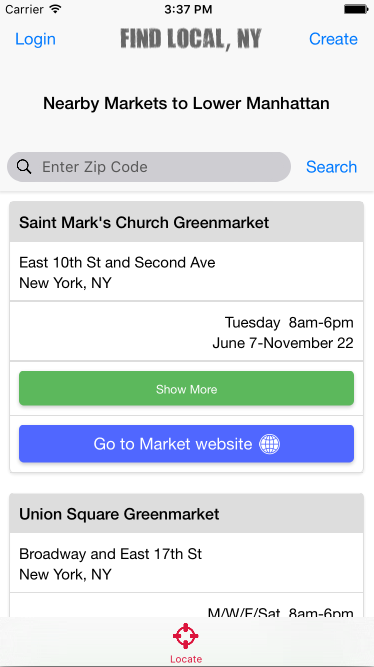 Carrier 3:37 PM
Login FIND LOCAL, NY Create
Nearby Markets to Lower Manhattan
Enter Zip Code Search
Saint Mark's Church Greenmarket
East 10th St and Second Ave
New York, NY
Tuesday 8am-6pm
June 7-November 22
Show More
Go to Market website
Union Square Greenmarket
Broadway and East 17th St
New York, NY
M/W/F/Sat 8am-6pm
Locate